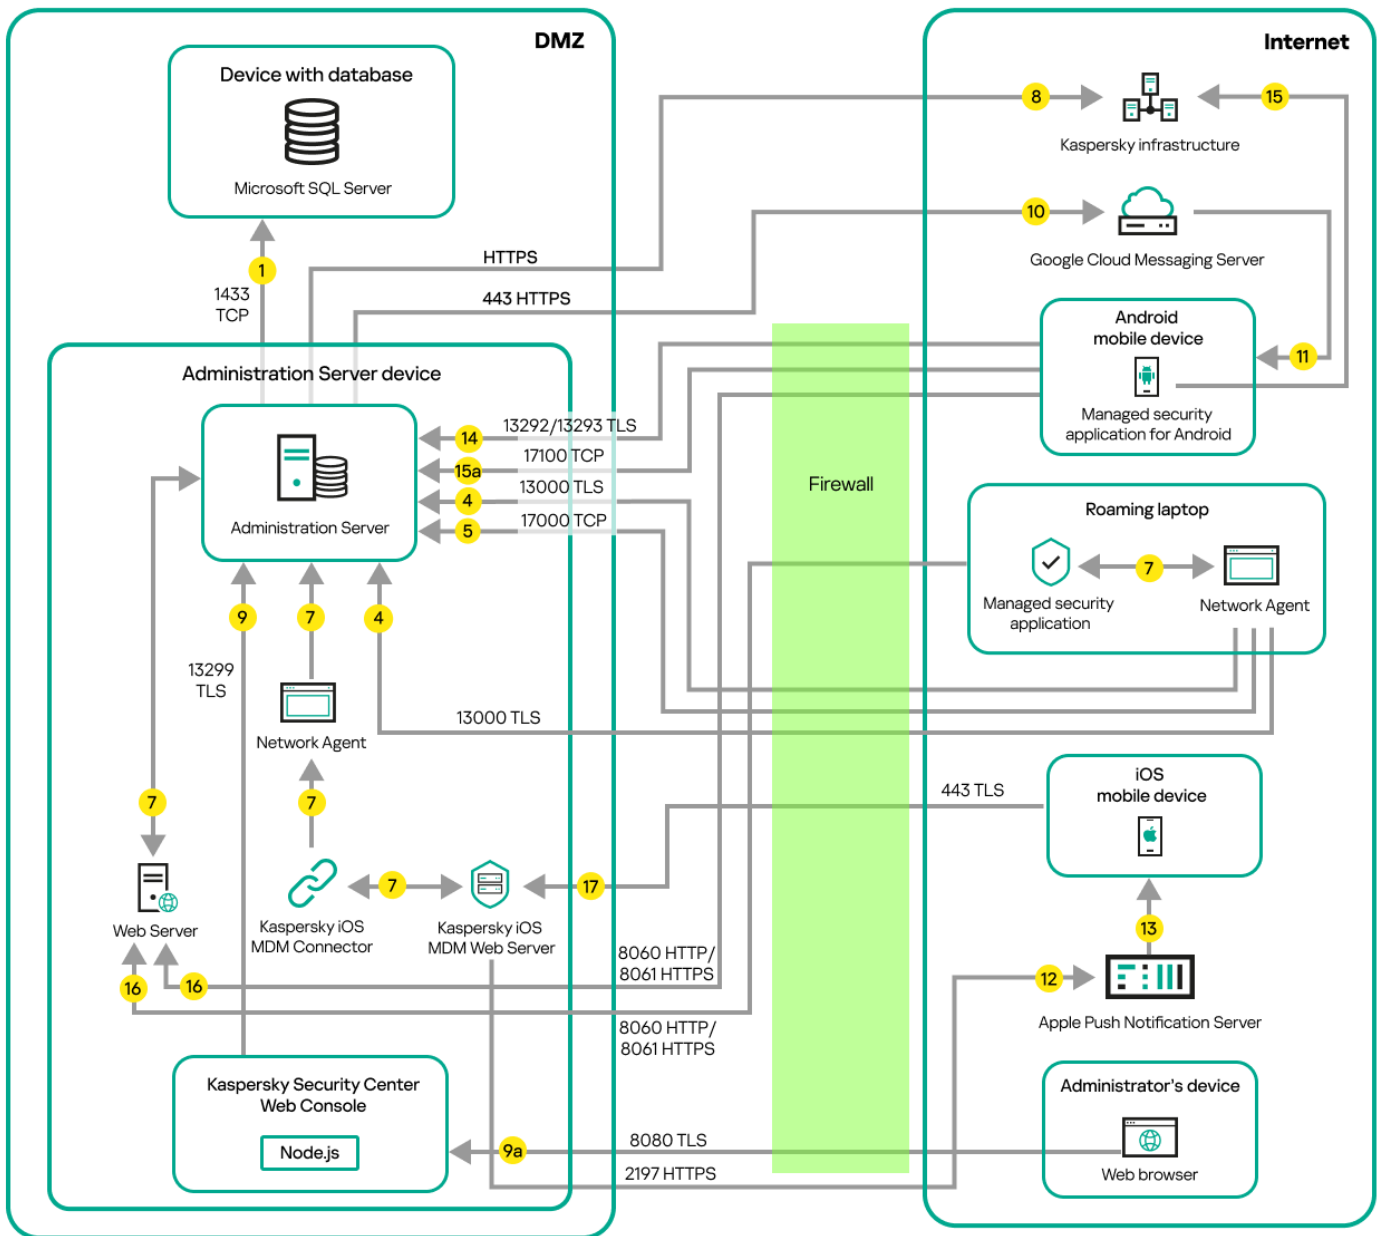 DMZ
Device with database
Microsoft SQL Server
1
1433
TCP
HTTPS
443 HTTPS
Administration Server device
Administration Server
14
13292/13293 TLS
15a
17100 TCP
4
13000 TLS
5
17000 TCP
9
7
4
13299
TLS
Network Agent
13000 TLS
7
7
Web Server
Kaspersky iOS
MDM Connector
7
Kaspersky iOS
MDM Web Server
17
16
16
8060 HTTP/
8061 HTTPS
8060 HTTP/
8061 HTTPS
Kaspersky Security Center
Web Console
Node.js
9a
8080 TLS
2197 HTTPS
Firewall
Internet
8
15
Kaspersky infrastructure
10
Google Cloud Messaging Server
Android
mobile device
11
Managed security
application for Android
Roaming laptop
7
Managed security
application
Network Agent
443 TLS
iOS
mobile device
13
12
Apple Push Notification Server
Administrator's device
Web browser